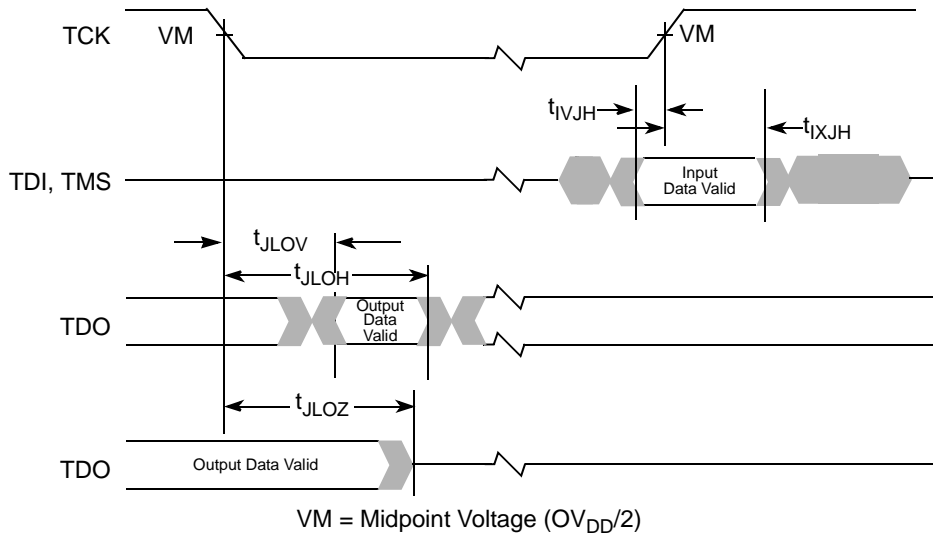 TCK
VM
VM
tIVJH
tIXJH
TDI, TMS
Input
Data Valid
tJLOV
tJLOH
TDO
Output
Data
Valid
tJLOZ
TDO
Output Data Valid
VM = Midpoint Voltage (OVDD/2)